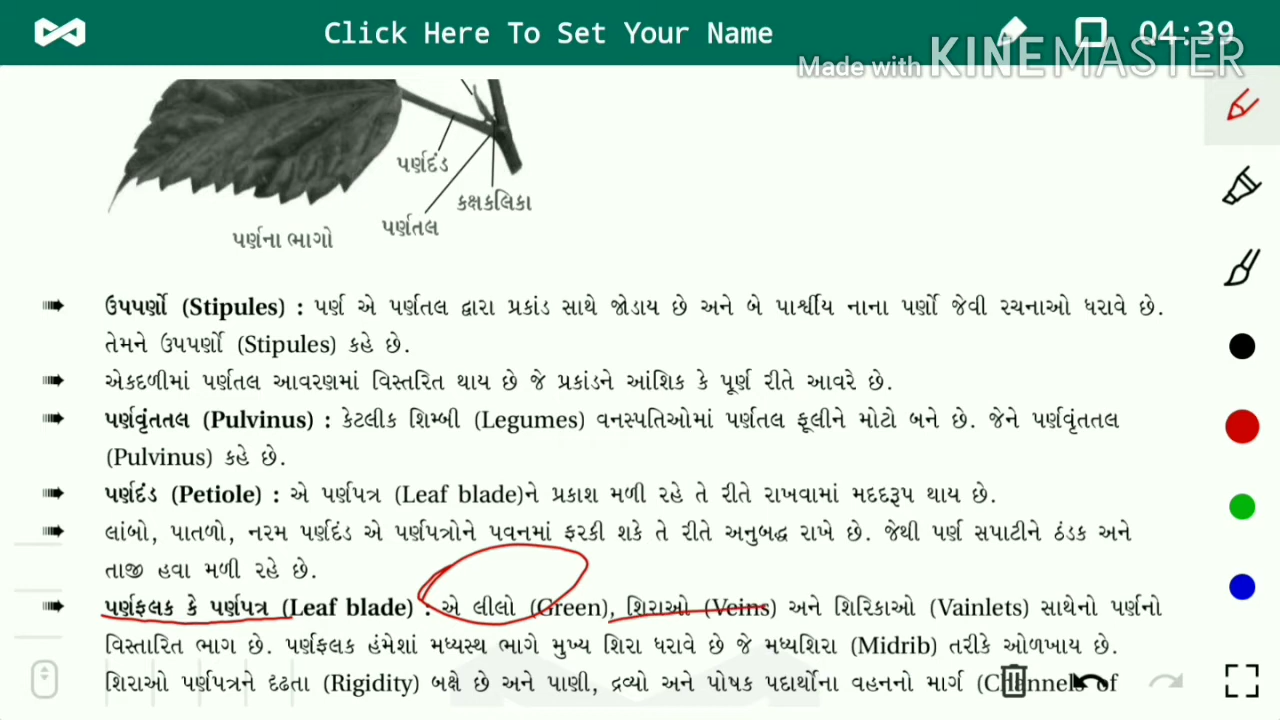 Click Here To Set Your Name
04:39
Made with KINEMASTER
પર્ણદંડ
કક્ષકલિકા
પર્ણતલ
પર્ણના ભાગો
ઉપપર્ણો (Stipules) : પર્ણ એ પર્ણતલ દ્વારા પ્રકાંડ સાથે જોડાય છે અને બે પાર્શ્વીય નાના પર્ણો જેવી રચનાઓ ધરાવે છે.
તેમને ઉપપર્ણો (Stipules) કહે છે.
એકદળીમાં પર્ણતલ આવરણમાં વિસ્તરિત થાય છે જે પ્રકાંડને આંશિક કે પૂર્ણ રીતે આવરે છે.
પર્ણવૃંતતલ (Pulvinus) : કેટલીક શિમ્બી (Legumes) વનસ્પતિઓમાં પર્ણતલ ફૂલીને મોટો બને છે. જેને પર્ણવૃંતતલ
(Pulvinus) કહે છે.
પર્ણદંડ (Petiole) : એ પર્ણપત્ર (Leaf blade)ને પ્રકાશ મળી રહે તે રીતે રાખવામાં મદદરૂપ થાય છે.
લાંબો, પાતળો, નરમ પર્ણદંડ એ પર્ણપત્રોને પવનમાં ફરકી શકે તે રીતે અનુબદ્ધ રાખે છે. જેથી પર્ણ સપાટીને ઠંડક અને
તાજી હવા મળી રહે છે.
પર્ણફલક કે પર્ણપત્ર (Leaf blade) : એ લીલો (Green), શિરાઓ (Veins) અને શિરિકાઓ (Vainlets) સાથેનો પર્ણનો
વિસ્તારિત ભાગ છે. પર્ણફલક હંમેશાં મધ્યસ્થ ભાગે મુખ્ય શિરા ધરાવે છે જે મધ્યશિરા (Midrib) તરીકે ઓળખાય છે.
શિરાઓ પર્ણપત્રને દૃઢતા (Rigidity) બક્ષે છે અને પાણી, દ્રવ્યો અને પોષક પદાર્થોના વહનનો માર્ગ (Channels of